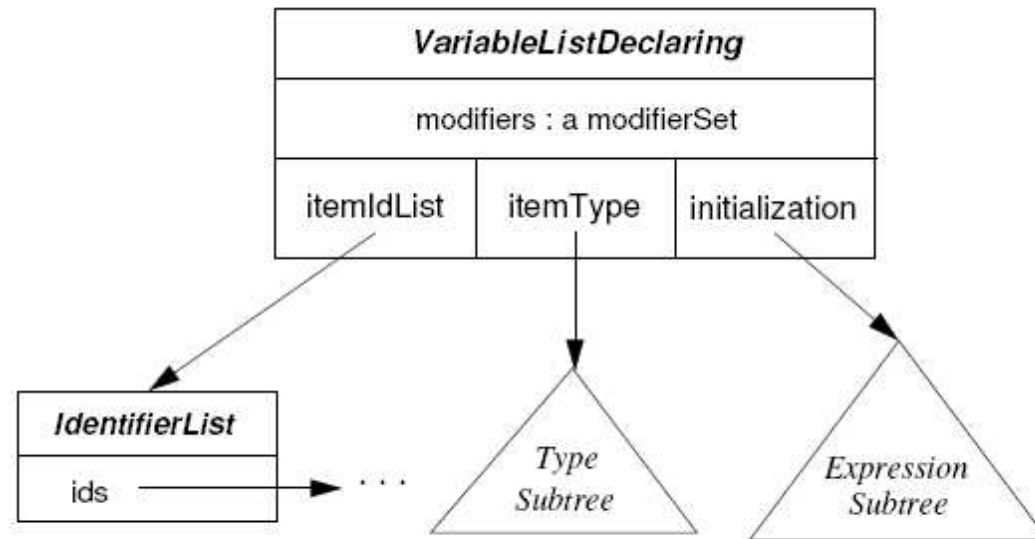 VariableListDeclaring
modifiers : a modifierSet
itemIdList itemType initialization
IdentifierList
ids . . .
Type
Subtree
Expression
Subtree